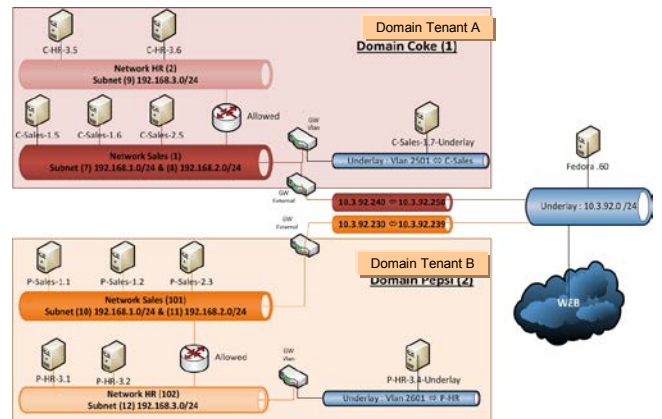 Domain Tenant A
Domain Coke (1)
C-HR-3.5
C-HR-3.6
Network HR (2)
Subnet (9) 192.168.3.0/24
Allowed
C-Sales-1.5
C-Sales-1.6
C-Sales-2.5
GW
Vlan
C-Sales-1.7-Underlay
Network Sales (1)
Subnet (7) 192.168.1.0/24 & (8) 192.168.2.0/24
Underlay : Vlan 2501 ⇔ C-Sales
Fedora .60
GW
External
10.3.92.240 ⇔ 10.3.92.250
Underlay : 10.3.92.0 /24
GW
External
10.3.92.230 ⇔ 10.3.92.239
Domain Tenant B
Domain Pepsi (2)
P-Sales-1.1
P-Sales-1.2
P-Sales-2.3
WEB
Network Sales (101)
Subnet (10) 192.168.1.0/24 & (11) 192.168.2.0/24
Allowed
GW
Vlan
P-HR-3.1
P-HR-3.2
P-HR-3.4-Underlay
Network HR (102)
Subnet (12) 192.168.3.0/24
Underlay : Vlan 2601 ⇔ P-HR